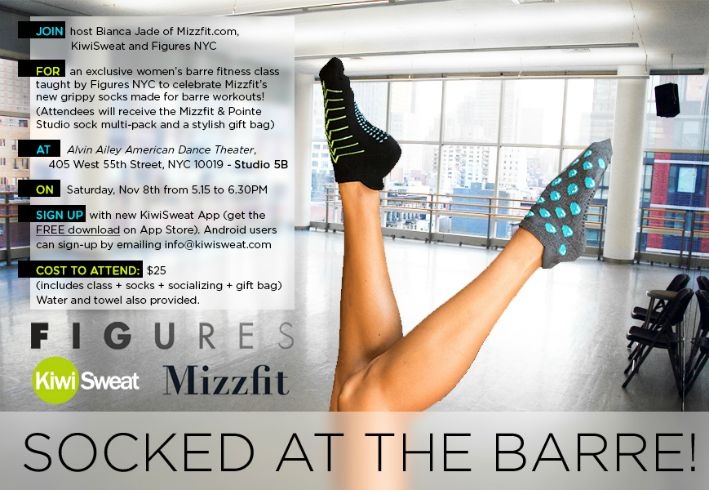 JOIN host Bianca Jade of Mizzfit.com,
KiwiSweat and Figures NYC
FOR an exclusive women's barre fitness class
taught by Figures NYC to celebrate Mizzfit's
new grippy socks made for barre workouts!
(Attendees will receive the Mizzfit & Pointe
Studio sock multi-pack and a stylish gift bag)
AT Alvin Ailey American Dance Theater,
405 West 55th Street, NYC 10019 - Studio 5B
ON Saturday, Nov 8th from 5.15 to 6.30PM
SIGN UP with new KiwiSweat App (get the
FREE download on App Store). Android users
can sign-up by emailing info@kiwisweat.com
COST TO ATTEND: $25
(includes class + socks + socializing + gift bag)
Water and towel also provided.
FIGURES
Kiwi Sweat Mizzfit
SOCKED AT THE BARRE!